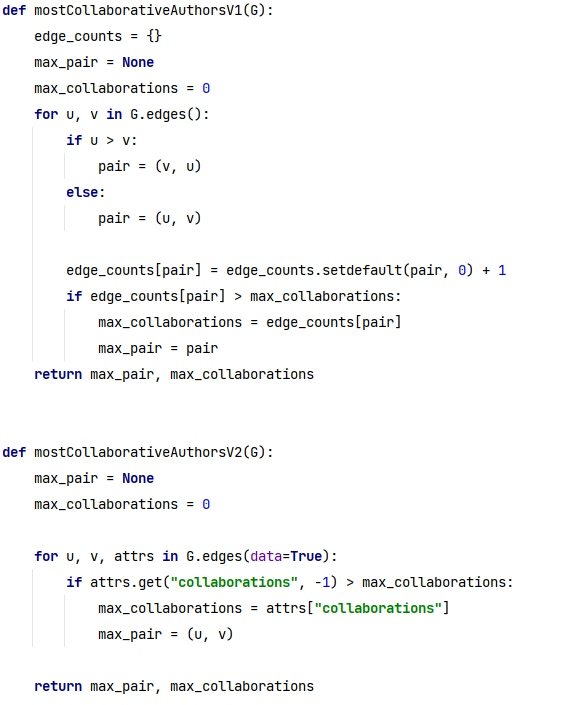 def mostCollaborativeAuthorsV1(G):
    edge_counts = {}
    max_pair = None
    max_collaborations = 0
    for u, v in G.edges():
        if u > v:
            pair = (v, u)
        else:
            pair = (u, v)

        edge_counts[pair] = edge_counts.setdefault(pair, 0) + 1
        if edge_counts[pair] > max_collaborations:
            max_collaborations = edge_counts[pair]
            max_pair = pair
    return max_pair, max_collaborations


def mostCollaborativeAuthorsV2(G):
    max_pair = None
    max_collaborations = 0

    for u, v, attrs in G.edges(data=True):
        if attrs.get("collaborations", -1) > max_collaborations:
            max_collaborations = attrs["collaborations"]
            max_pair = (u, v)

    return max_pair, max_collaborations